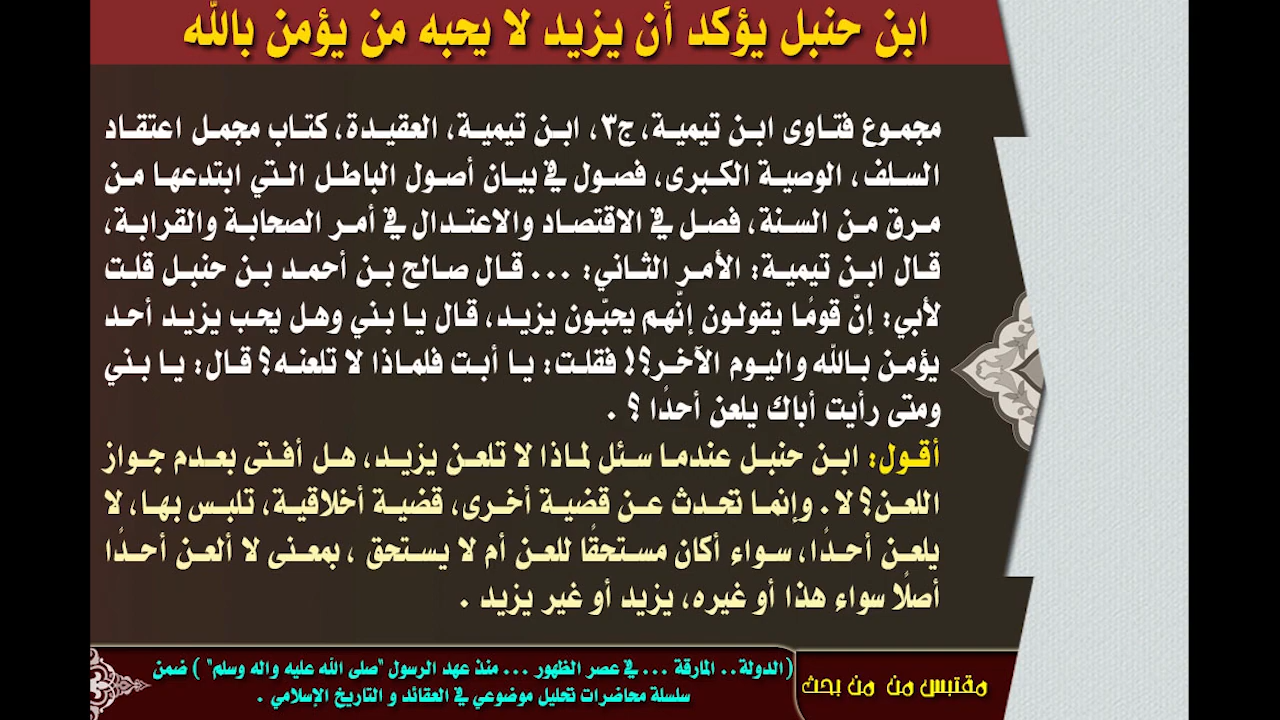 ابن حنبل يؤكد أن يزيد لا يحبه من يؤمن بالله
مجموع فتاوى ابن تيمية، ج٣، ابن تيمية، العقيدة، كتاب مجمل اعتقاد
السلف، الوصية الكبرى، فصول في بيان أصول الباطل التي ابتدعها من
مرق من السنة، فصل في الاقتصاد والاعتدال في أمر الصحابة والقرابة،
قال ابن تيمية: الأمر الثاني: ... قال صالح بن أحمد بن حنبل قلت
لأبي: إنّ قومًا يقولون إنّهم يحبّون يزيد، قال يا بني وهل يحب يزيد أحد
يؤمن بالله واليوم الآخر؟! فقلت: يا أبت فلماذا لا تلعنه؟ قال: يا بني
ومتى رأيت أباك يلعن أحدًا ؟ .
أقول: ابن حنبل عندما سئل لماذا لا تلعن يزيد، هل أفتى بعدم جواز
اللعن؟ لا. وإنما تحدث عن قضية أخرى، قضية أخلاقية، تلبس بها، لا
يلعن أحدًا، سواء أكان مستحقًا للعن أم لا يستحق ، بمعنى لا ألعن أحدًا
أصلًا سواء هذا أو غيره، يزيد أو غير يزيد .
مقتبس من من بحث
( الدولة.. المارقة ...في عصر الظهور ... منذ عهد الرسول "صلى الله عليه واله وسلم" ) ضمن
سلسلة محاضرات تحليل موضوعي في العقائد و التاريخ الإسلامي .